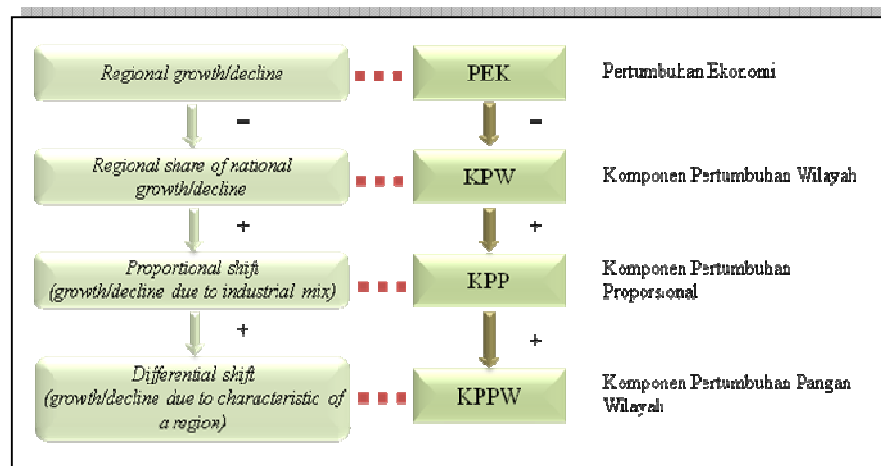 Regional growth/decline
PEK
Pertumbuhan Ekonomi
–
–
Regional share of national
growth/decline
KPW
Komponen Pertumbuhan Wilayah
+
+
Proportional shift
(growth/decline due to industrial mix)
KPP
Komponen Pertumbuhan
Proporsional
+
+
Differential shift
(growth/decline due to characteristic of
a region)
KPPW
Komponen Pertumbuhan Pangan
Wilayah